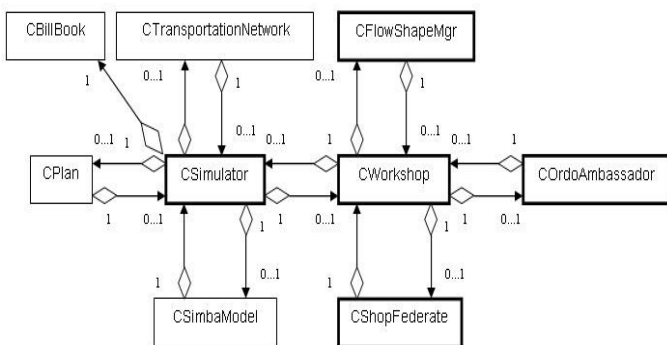 CBillBook
CTransportationNetwork
CFlowShapeMgr
1
0...1
1
0...1
1
0...1
1
0...1
0...1
1
0...1
1
0...1
1
CPlan
CSimulator
CWorkshop
COrdoAmbassador
1
0...1
1
1
0...1
1
1
0...1
1
0...1
1
0...1
CSimbaModel
CShopFederate